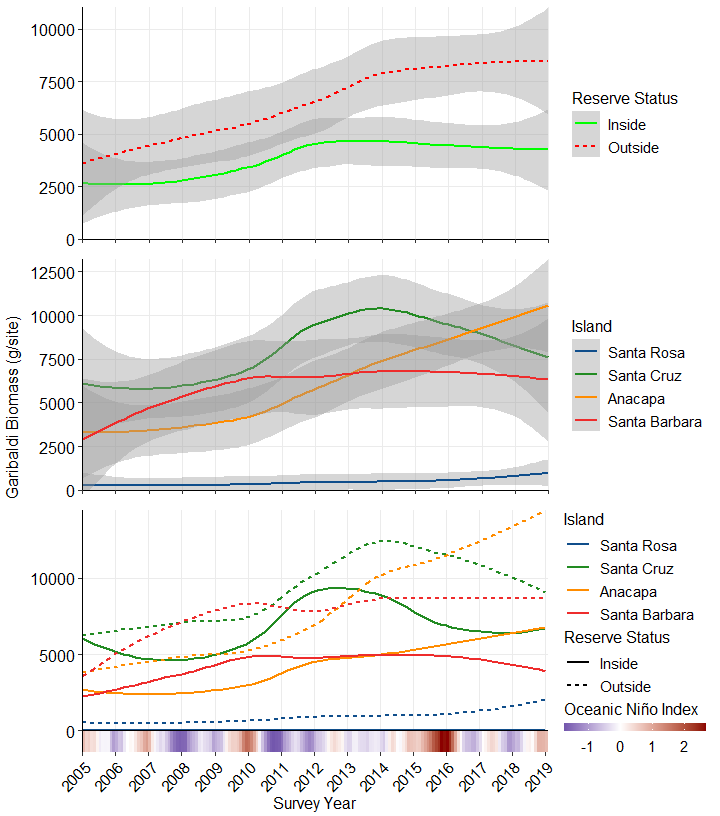 10000
7500
5000
2500
0
Reserve Status
Inside
Outside
Garibaldi Biomass (g/site)
12500
10000
7500
5000
2500
0
Island
Santa Rosa
Santa Cruz
Anacapa
Santa Barbara
10000
5000
0
Island
Santa Rosa
Santa Cruz
Anacapa
Santa Barbara
Reserve Status
Inside
Outside
Oceanic Niño Index
-1 0 1 2
2005 2006 2007 2008 2009 2010 2011 2012 2013 2014 2015 2016 2017 2018 2019
Survey Year